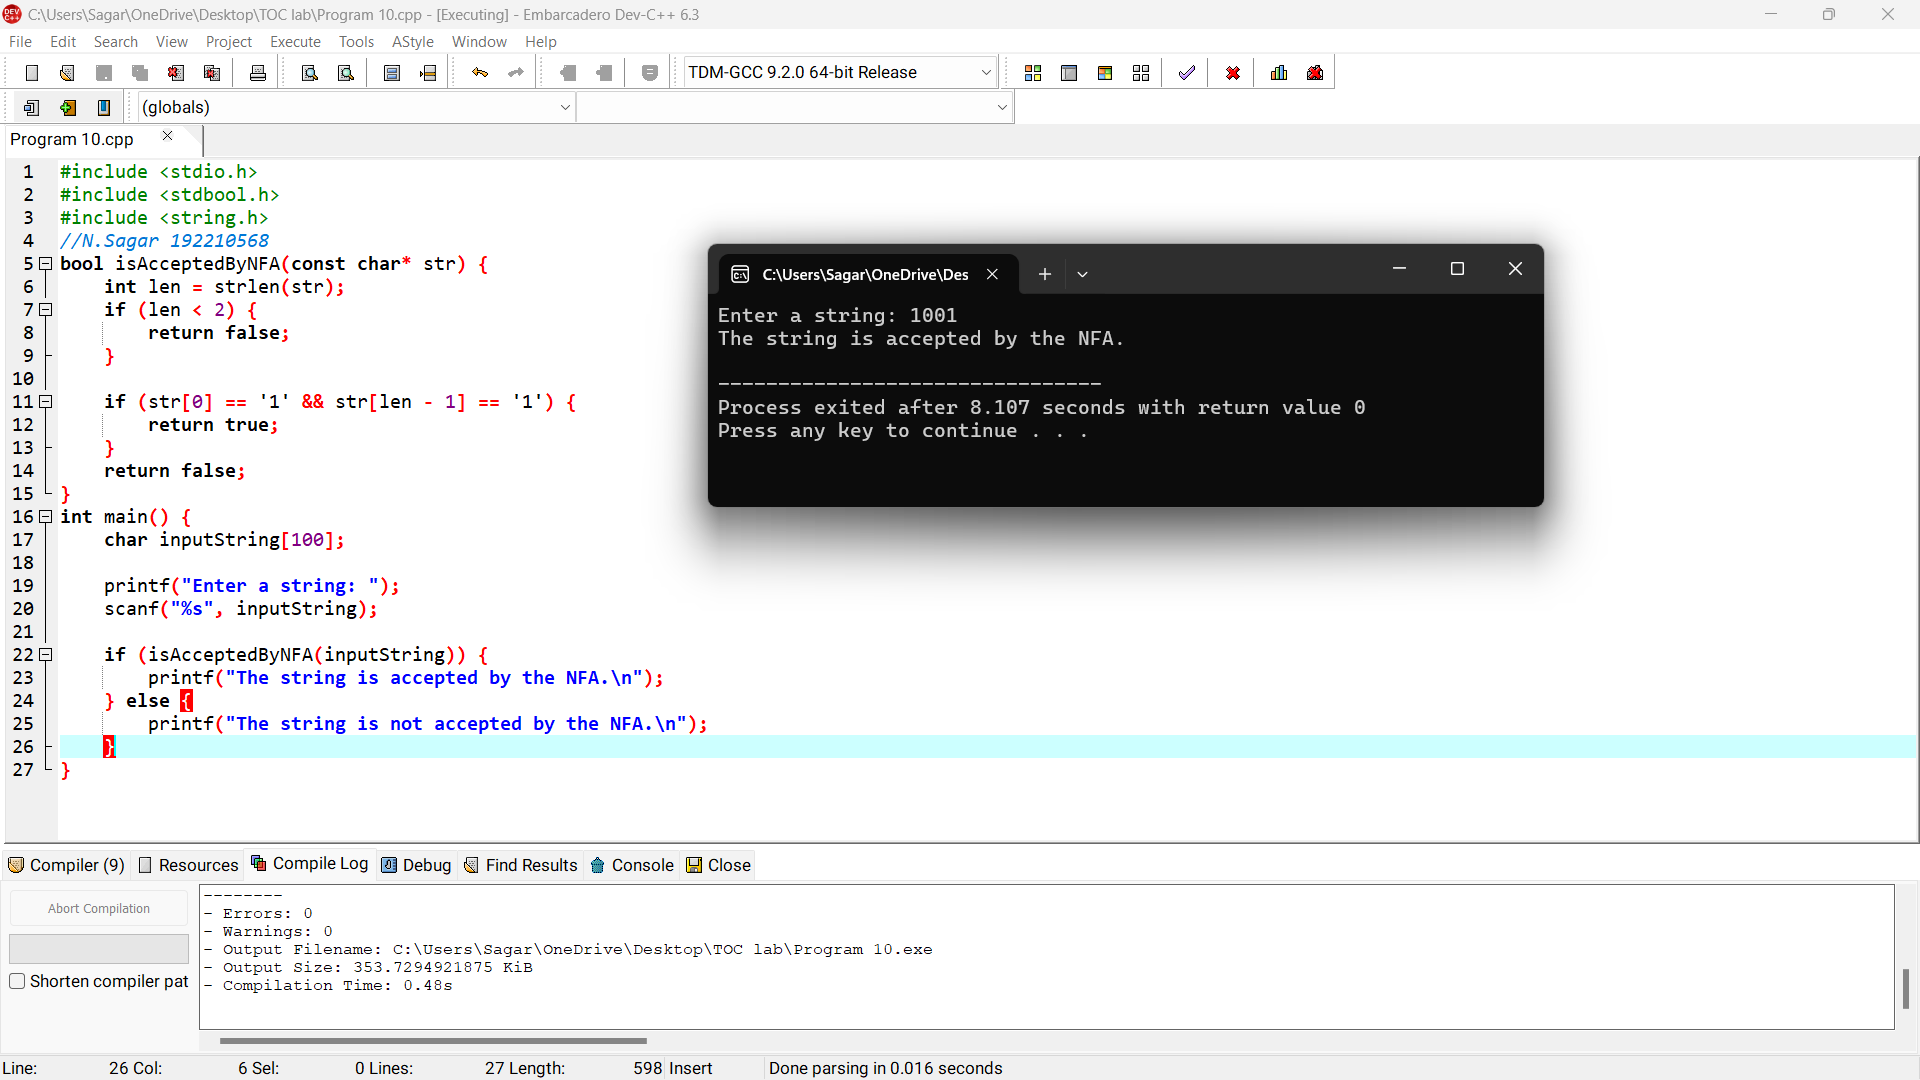 C:\Users\Sagar\OneDrive\Desktop\TOC lab\Program 10.cpp - [Executing] - Embarcadero Dev-C++ 6.3
File Edit Search View Project Execute Tools AStyle Window Help
TDM-GCC 9.2.0 64-bit Release
(globals)
Program 10.cpp
1 #include <stdio.h>
2 #include <stdbool.h>
3 #include <string.h>
4 //N.Sagar 192210568
5 bool isAcceptedByNFA(const char* str) {
6 int len = strlen(str);
7 if (len < 2) {
8 return false;
9 }
10
11 if (str[0] == '1' && str[len - 1] == '1') {
12 return true;
13 }
14 return false;
15 }
16 int main() {
17 char inputString[100];
18
19 printf("Enter a string: ");
20 scanf("%s", inputString);
21
22 if (isAcceptedByNFA(inputString)) {
23 printf("The string is accepted by the NFA.\n");
24 } else {
25 printf("The string is not accepted by the NFA.\n");
26 }
27 }
C:\Users\Sagar\OneDrive\Des
Enter a string: 1001
The string is accepted by the NFA.
--------------------------------
Process exited after 8.107 seconds with return value 0
Press any key to continue . . .
Compiler (9) Resources Compile Log Debug Find Results Console Close
Abort Compilation
Shorten compiler pat
--------
- Errors: 0
- Warnings: 0
- Output Filename: C:\Users\Sagar\OneDrive\Desktop\TOC lab\Program 10.exe
- Output Size: 353.7294921875 KiB
- Compilation Time: 0.48s
Line: 26 Col: 6 Sel: 0 Lines: 27 Length: 598 Insert Done parsing in 0.016 seconds